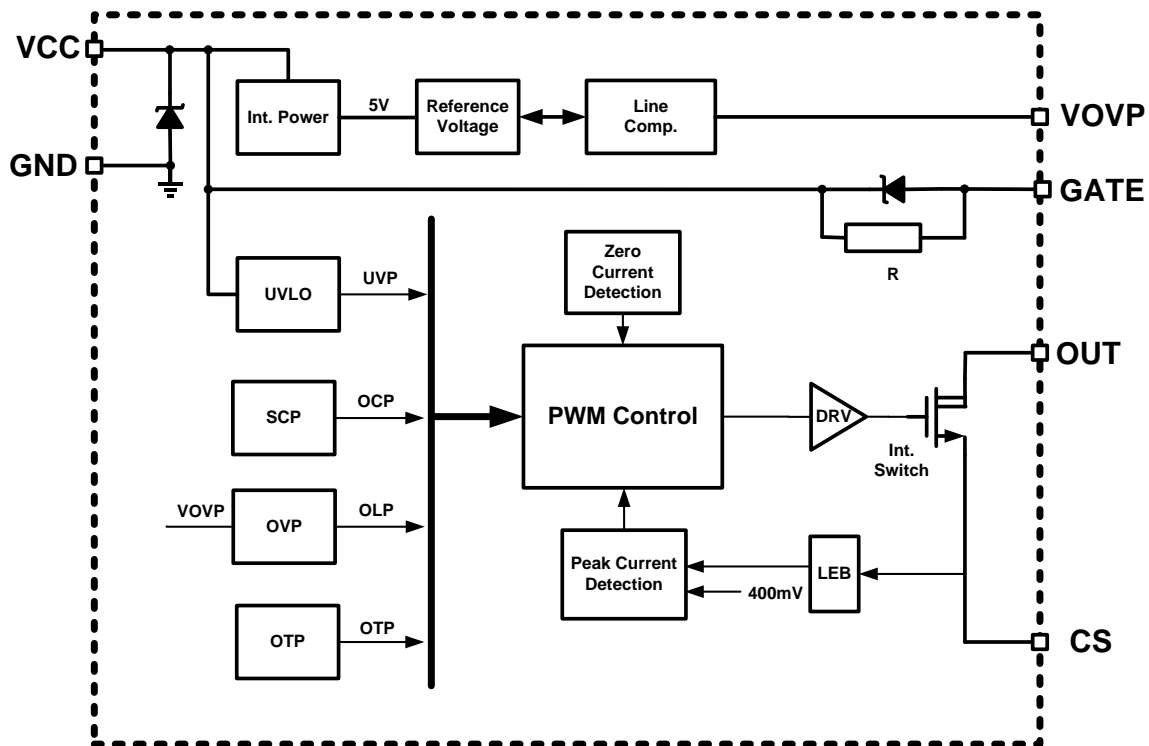 VCC
5V
Int. Power
Reference
Voltage
Line
Comp.
VOVP
GND
GATE
R
Zero
Current
Detection
UVLO
UVP
OUT
SCP
OCP
PWM Control
DRV
Int.
Switch
VOVP
OVP
OLP
Peak Current
Detection
LEB
400mV
OTP
OTP
CS